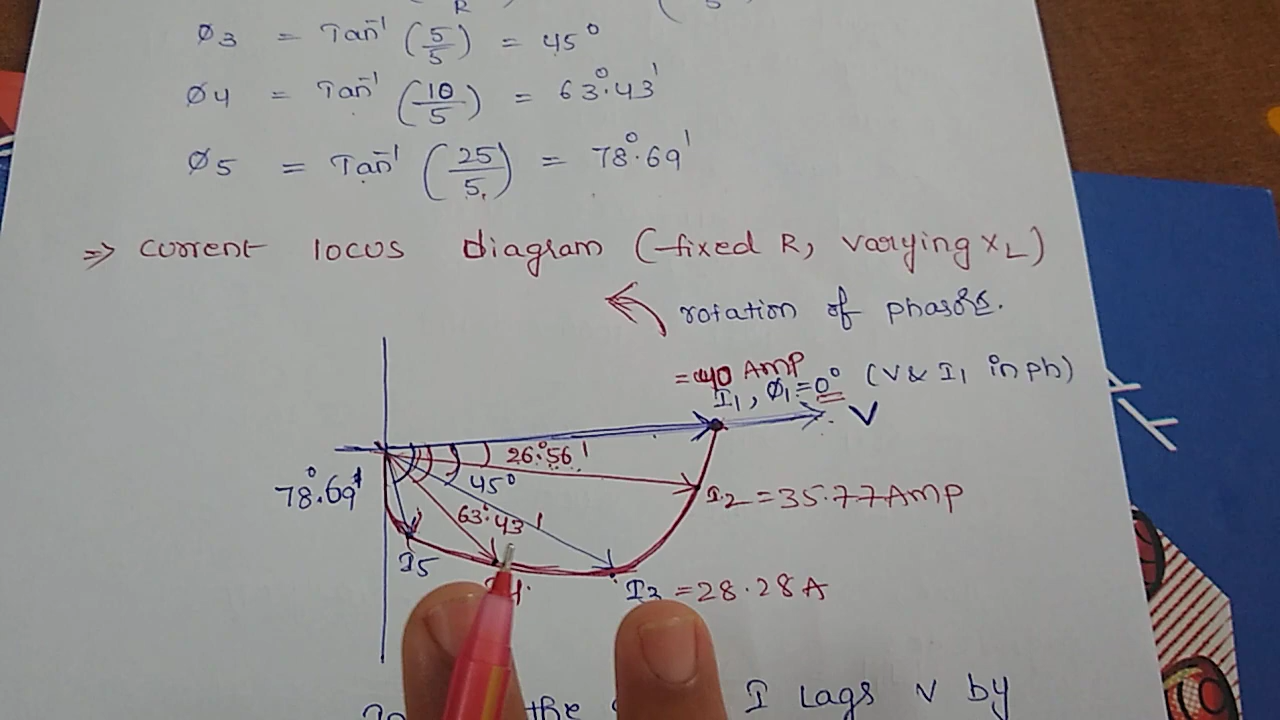 R
Ø3 = Tan⁻¹ (5/5) = 45°
Ø4 = Tan⁻¹ (10/5) = 63°.43'
Ø5 = Tan⁻¹ (25/5) = 78°.69'
=> current locus diagram (fixed R, varying XL)
rotation of phasors.
= 40 AMP
I1, Ø1=0° (V & I1 in ph)
V
26°.56'
78°.69'
45°
I2 = 35.77 AMP
63°.43'
I5
I4
I3 = 28.28 A
the
I Lags V by